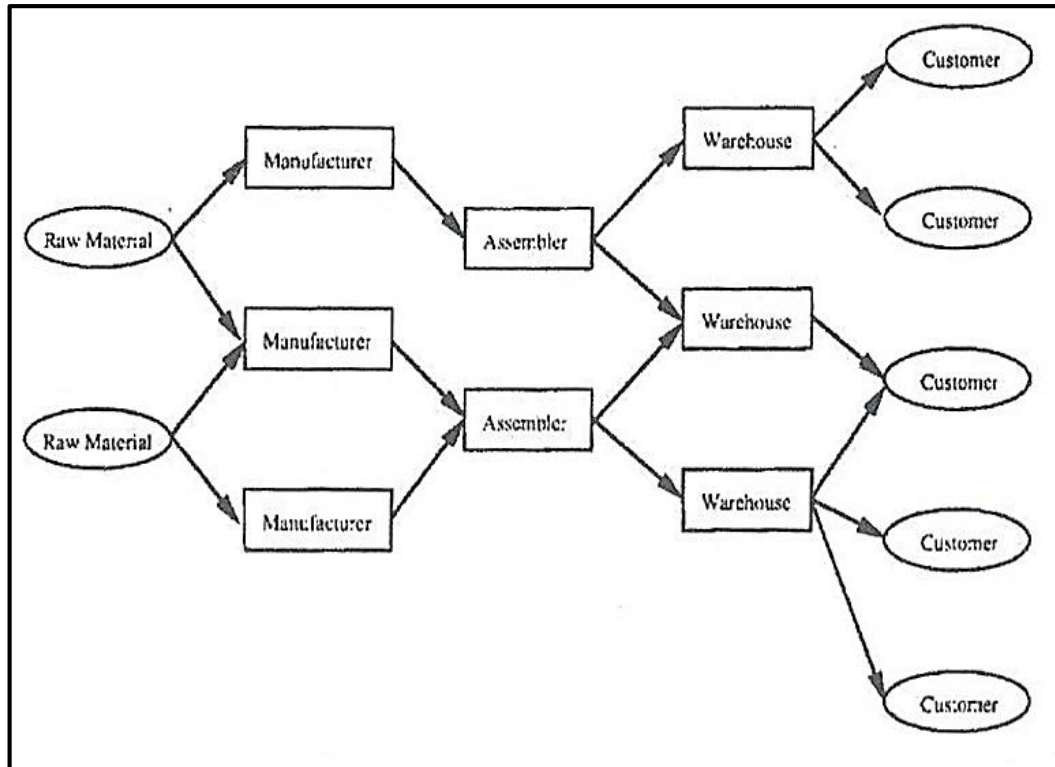 Customer
Warehouse
Manufacturer
Customer
Raw Material
Assembler
Warehouse
Manufacturer
Customer
Assembler
Raw Material
Warehouse
Manufacturer
Customer
Customer